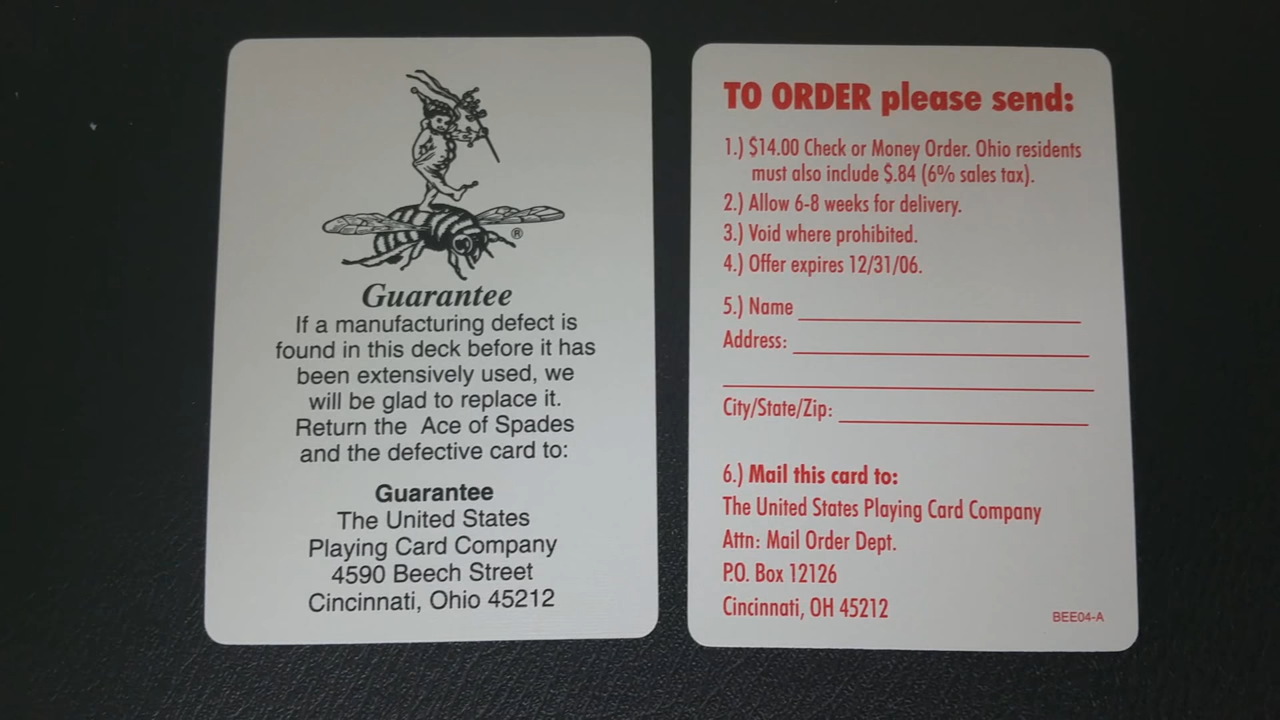 ®
Guarantee
If a manufacturing defect is
found in this deck before it has
been extensively used, we
will be glad to replace it.
Return the Ace of Spades
and the defective card to:
Guarantee
The United States
Playing Card Company
4590 Beech Street
Cincinnati, Ohio 45212
TO ORDER please send:
1.) $14.00 Check or Money Order. Ohio residents
must also include $.84 (6% sales tax).
2.) Allow 6-8 weeks for delivery.
3.) Void where prohibited.
4.) Offer expires 12/31/06.
5.) Name
Address:
City/State/Zip:
6.) Mail this card to:
The United States Playing Card Company
Attn: Mail Order Dept.
P.O. Box 12126
Cincinnati, OH 45212
BEE04-A